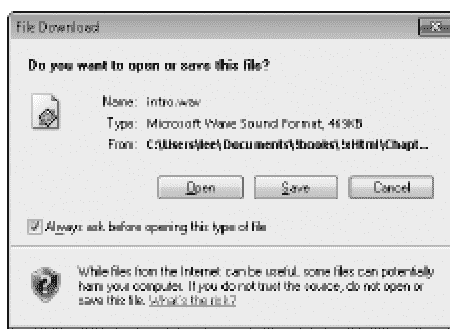 File Download
Do you want to open or save this file?
Name: intro.wav
Type: Microsoft Wave Sound Format, 469KB
From: C:\Users\lee\Documents\!books\!xHtml\Chapt...
Open Save Cancel
Always ask before opening this type of file
While files from the Internet can be useful, some files can potentially
harm your computer. If you do not trust the source, do not open or
save this file. What's the risk?